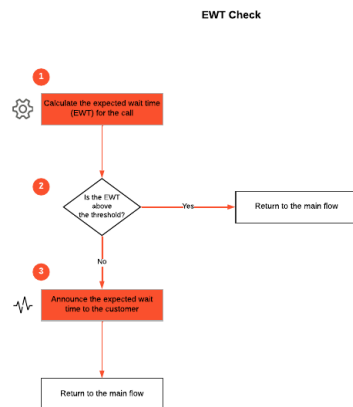 EWT Check
1
Calculate the expected wait time
(EWT) for the call
2
Is the EWT
above
the threshold?
Yes
Return to the main flow
No
3
Announce the expected wait
time to the customer
Return to the main flow